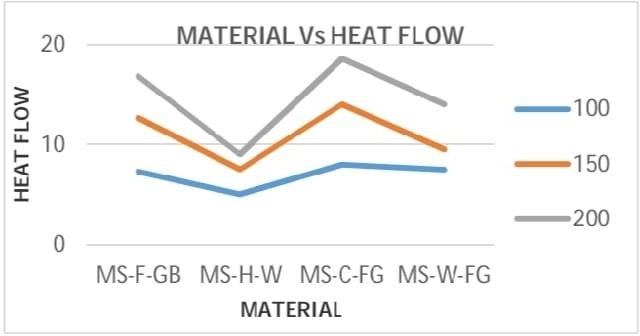 MATERIAL Vs HEAT FLOW
20
10
0
HEAT FLOW
MS-F-GB MS-H-W MS-C-FG MS-W-FG
MATERIAL
100
150
200